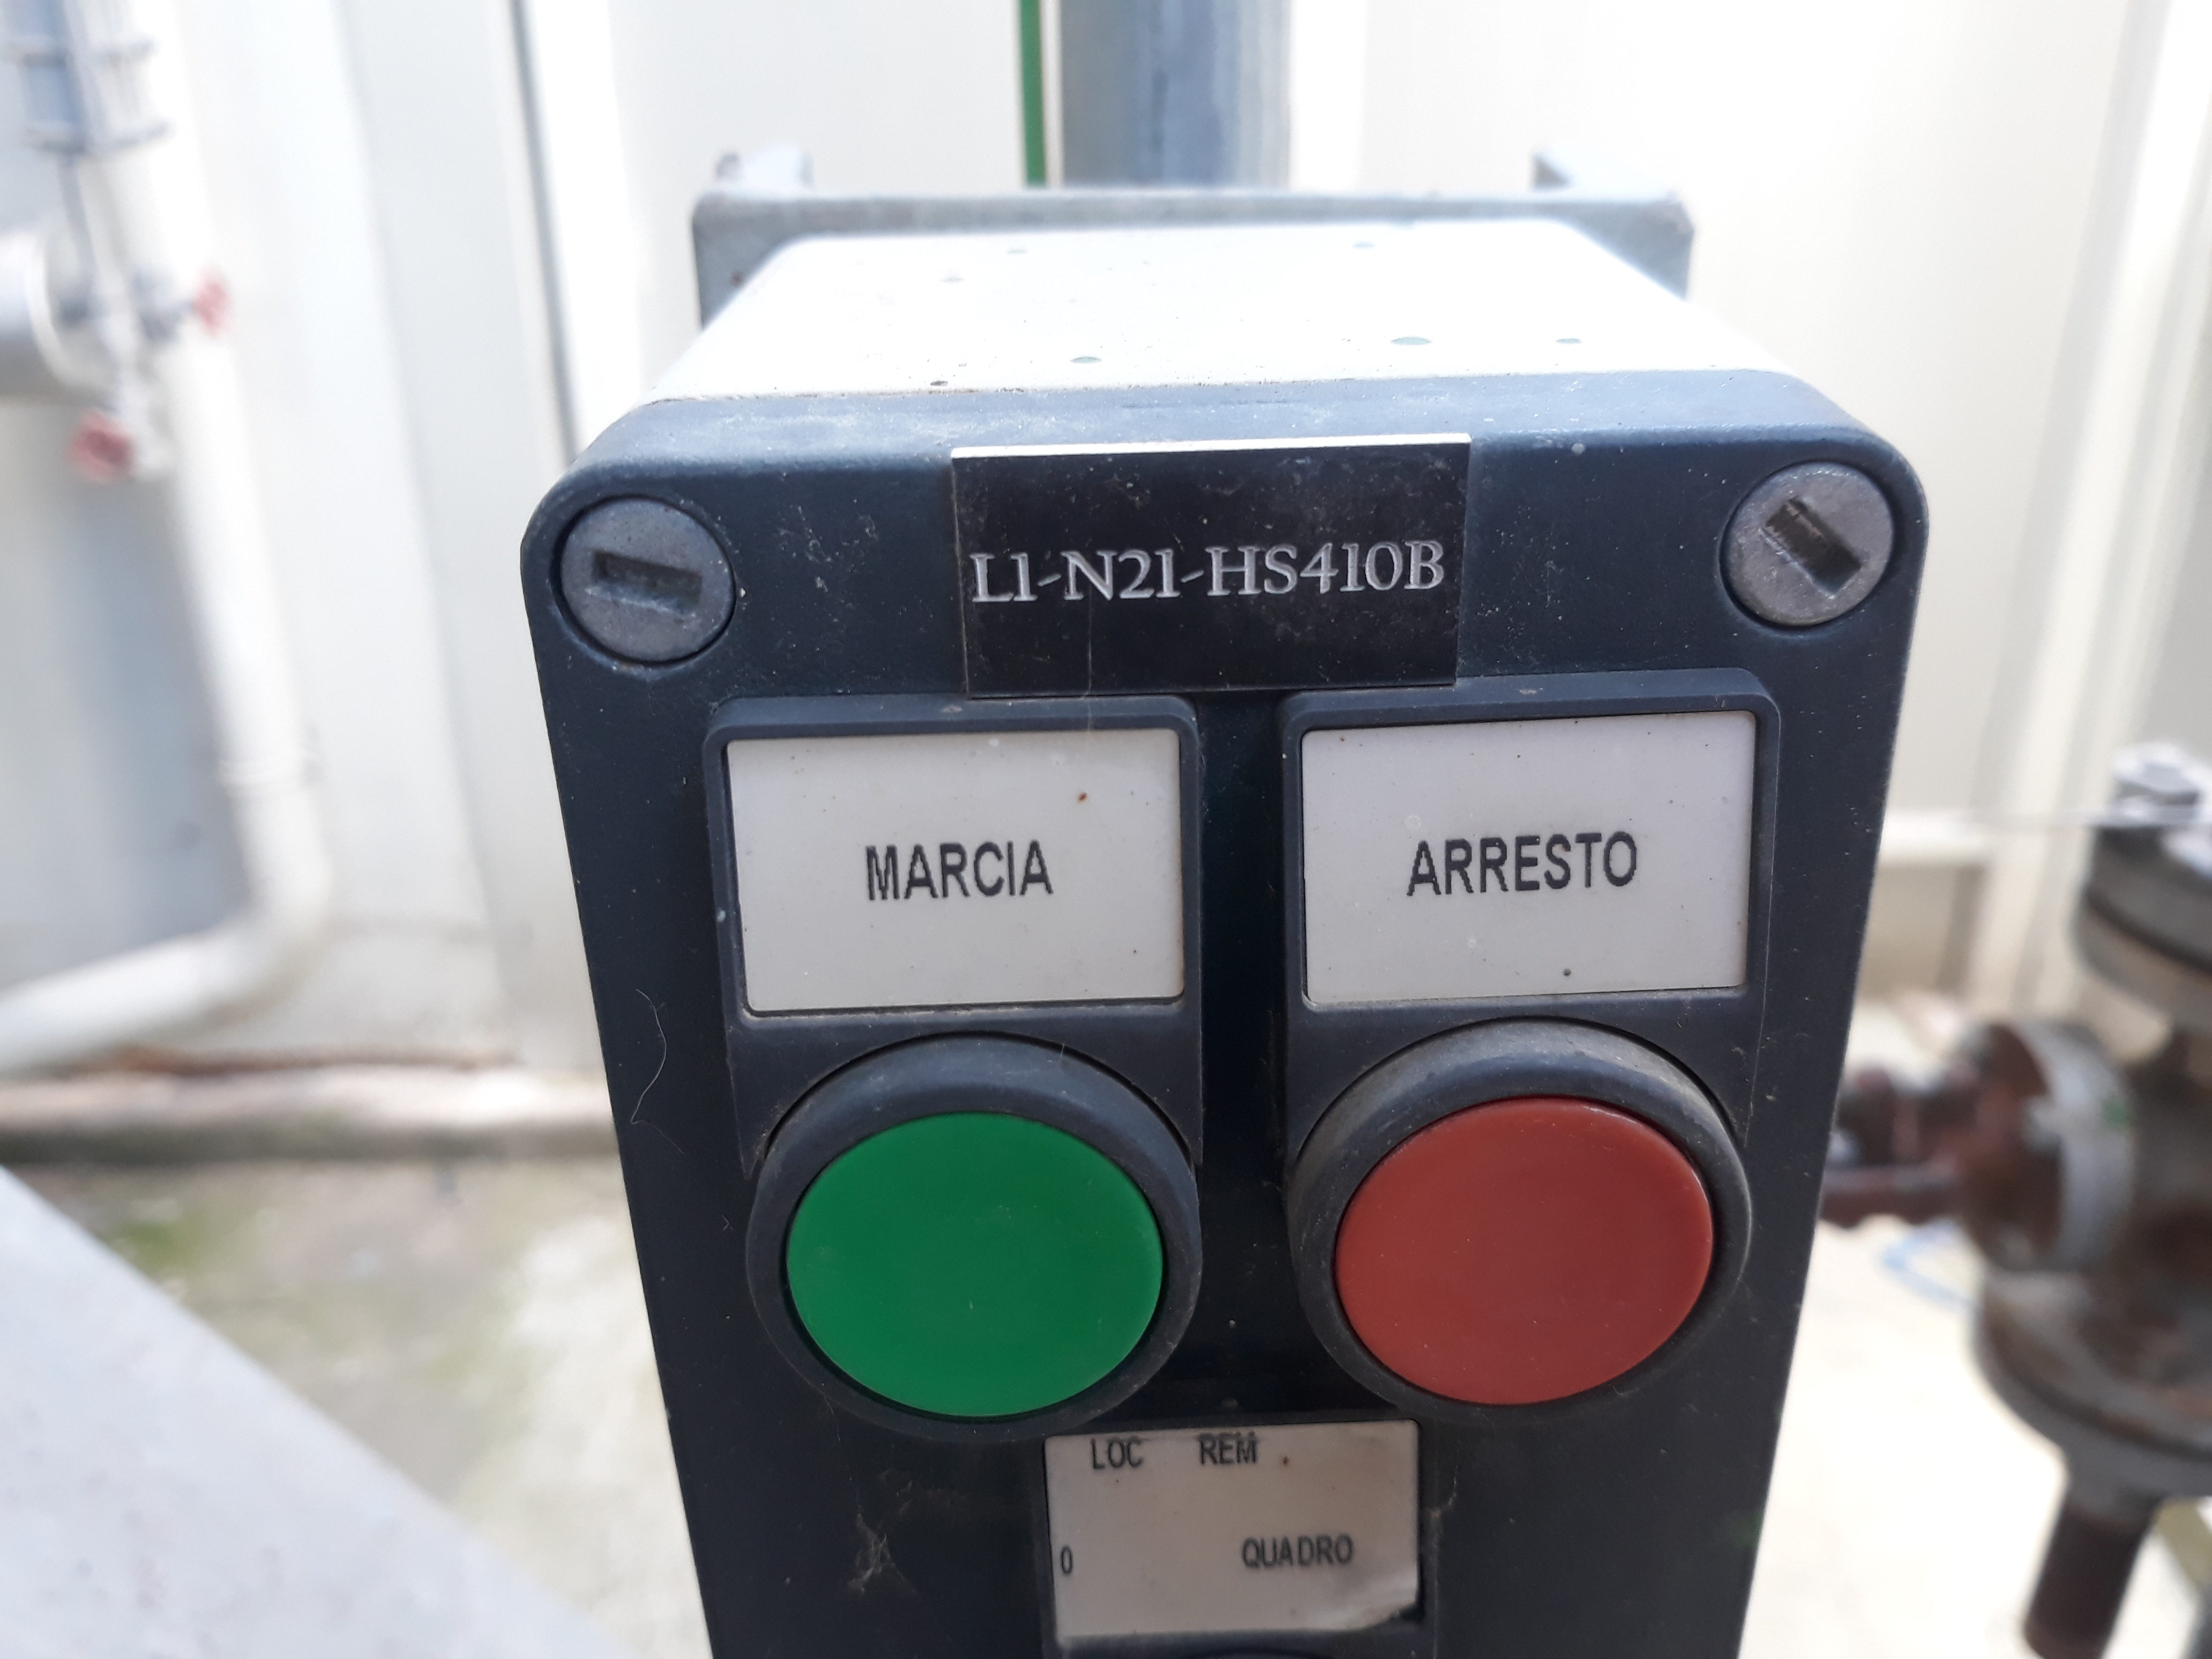 L1-N21-HS410B
MARCIA
ARRESTO
LOC REM
0 QUADRO